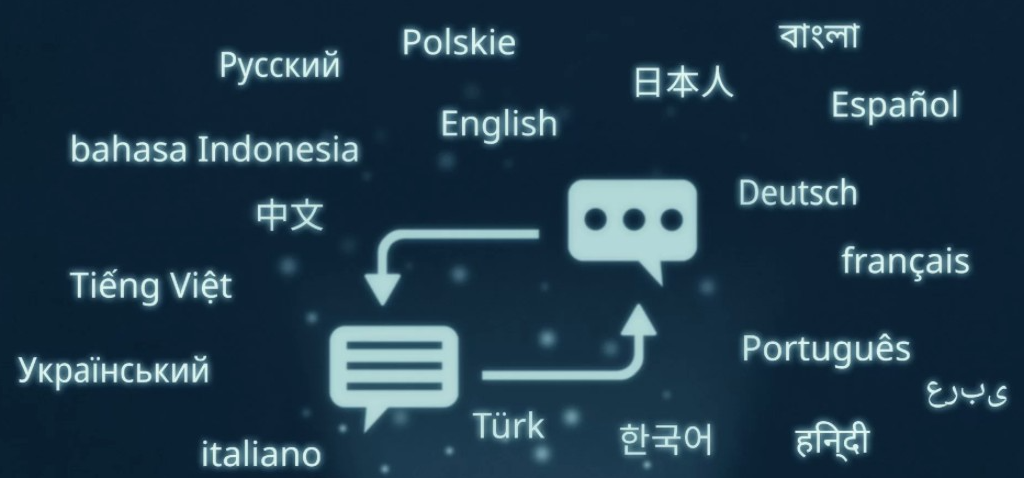 বাংলা
Polskie
Русский
日本人
Español
English
bahasa Indonesia
Deutsch
中文
français
Tiếng Việt
Português
Український
ىبرع
Türk
한국어
हिन्दी
italiano